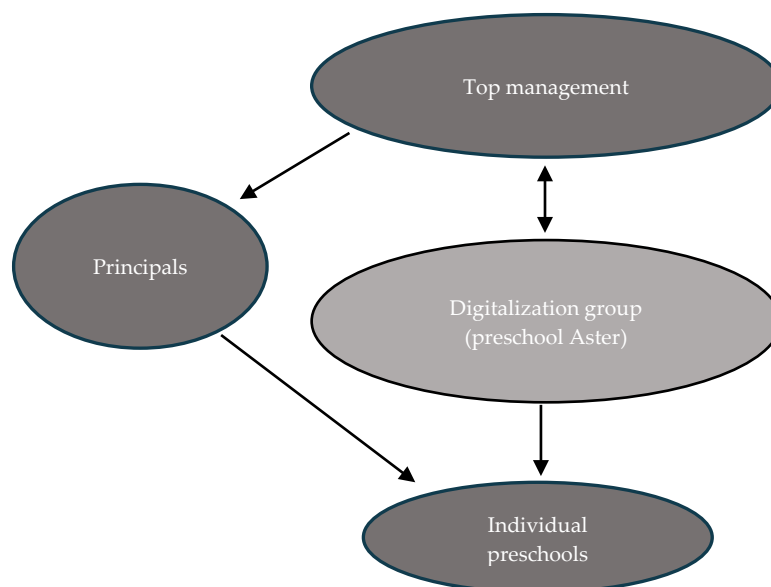 Top management
Principals
Digitalization group
(preschool Aster)
Individual
preschools